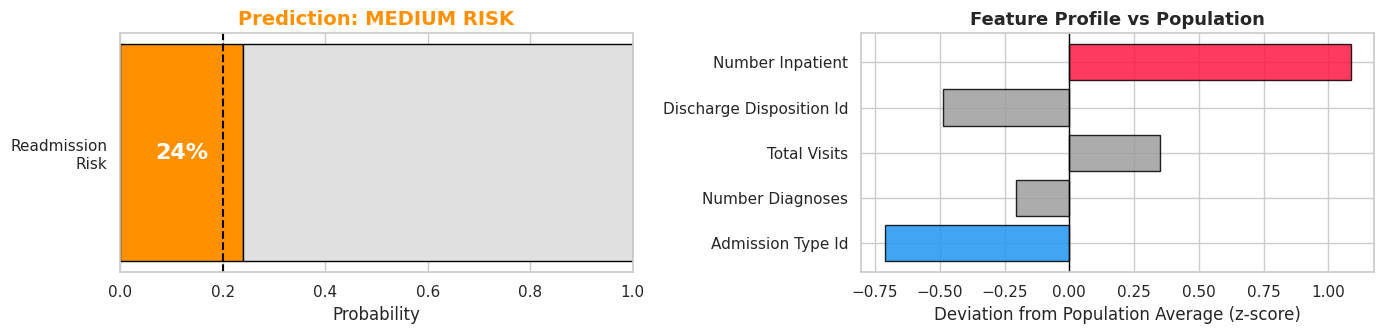 Prediction: MEDIUM RISK
Readmission
Risk
24%
0.0 0.2 0.4 0.6 0.8 1.0
Probability
Feature Profile vs Population
Number Inpatient
Discharge Disposition Id
Total Visits
Number Diagnoses
Admission Type Id
−0.75 −0.50 −0.25 0.00 0.25 0.50 0.75 1.00
Deviation from Population Average (z-score)